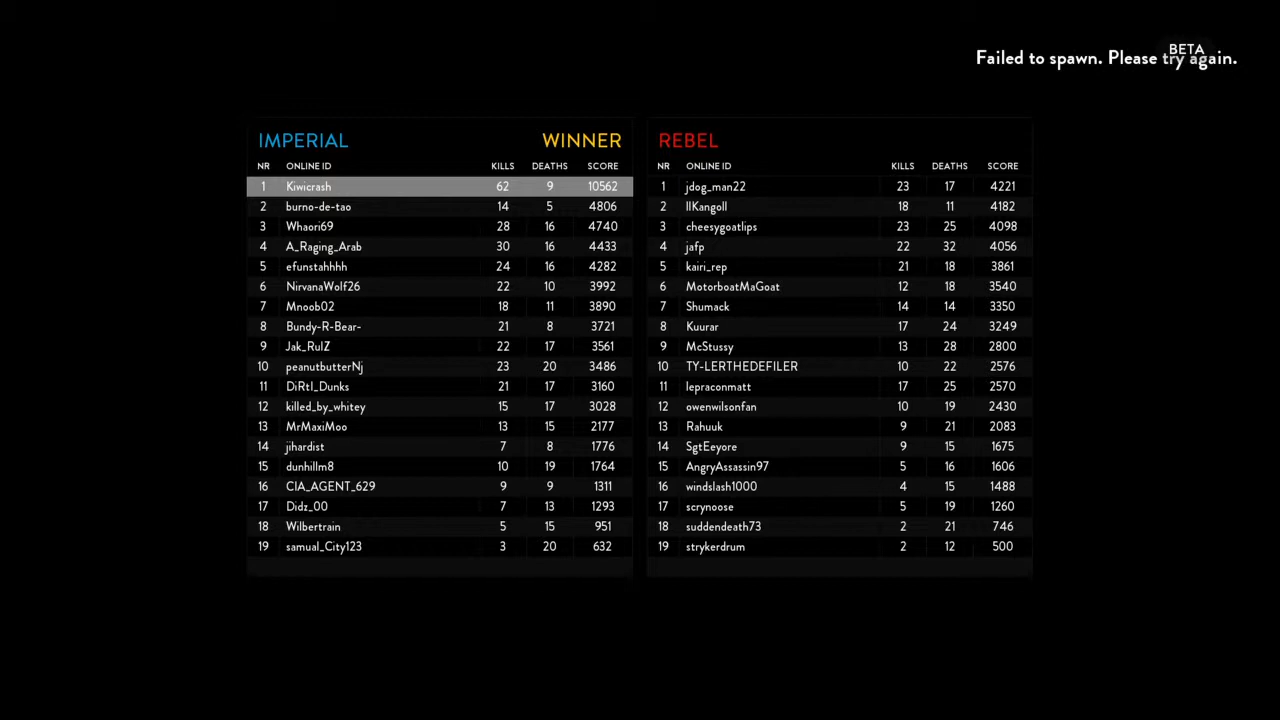 BETA
Failed to spawn. Please try again.
IMPERIAL WINNER
NR ONLINE ID KILLS DEATHS SCORE
1 Kiwicrash 62 9 10562
2 burno-de-tao 14 5 4806
3 Whaori69 28 16 4740
4 A_Raging_Arab 30 16 4433
5 efunstahhhh 24 16 4282
6 NirvanaWolf26 22 10 3992
7 Mnoob02 18 11 3890
8 Bundy-R-Bear- 21 8 3721
9 Jak_RulZ 22 17 3561
10 peanutbutterNj 23 20 3486
11 DiRtI_Dunks 21 17 3160
12 killed_by_whitey 15 17 3028
13 MrMaxiMoo 13 15 2177
14 jihardist 7 8 1776
15 dunhillm8 10 19 1764
16 CIA_AGENT_629 9 9 1311
17 Didz_00 7 13 1293
18 Wilbertrain 5 15 951
19 samual_City123 3 20 632
REBEL
NR ONLINE ID KILLS DEATHS SCORE
1 jdog_man22 23 17 4221
2 llKangoll 18 11 4182
3 cheesygoatlips 23 25 4098
4 jafp 22 32 4056
5 kairi_rep 21 18 3861
6 MotorboatMaGoat 12 18 3540
7 Shumack 14 14 3350
8 Kuurar 17 24 3249
9 McStussy 13 28 2800
10 TY-LERTHEDEFILER 10 22 2576
11 lepraconmatt 17 25 2570
12 owenwilsonfan 10 19 2430
13 Rahuuk 9 21 2083
14 SgtEeyore 9 15 1675
15 AngryAssassin97 5 16 1606
16 windslash1000 4 15 1488
17 scrynoose 5 19 1260
18 suddendeath73 2 21 746
19 strykerdrum 2 12 500